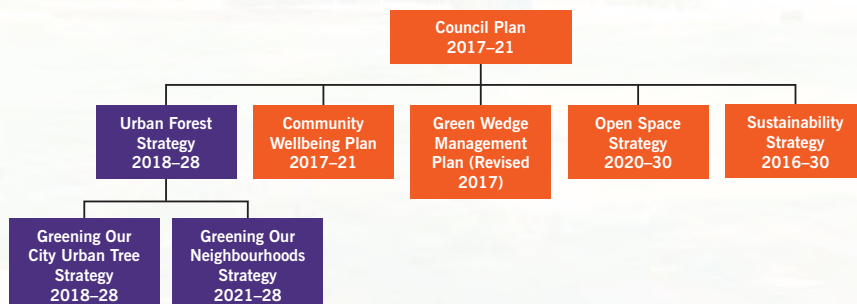 Council Plan
2017–21
Urban Forest
Strategy
2018–28
Community
Wellbeing Plan
2017–21
Green Wedge
Management
Plan (Revised
2017)
Open Space
Strategy
2020–30
Sustainability
Strategy
2016–30
Greening Our
City Urban Tree
Strategy
2018–28
Greening Our
Neighbourhoods
Strategy
2021–28